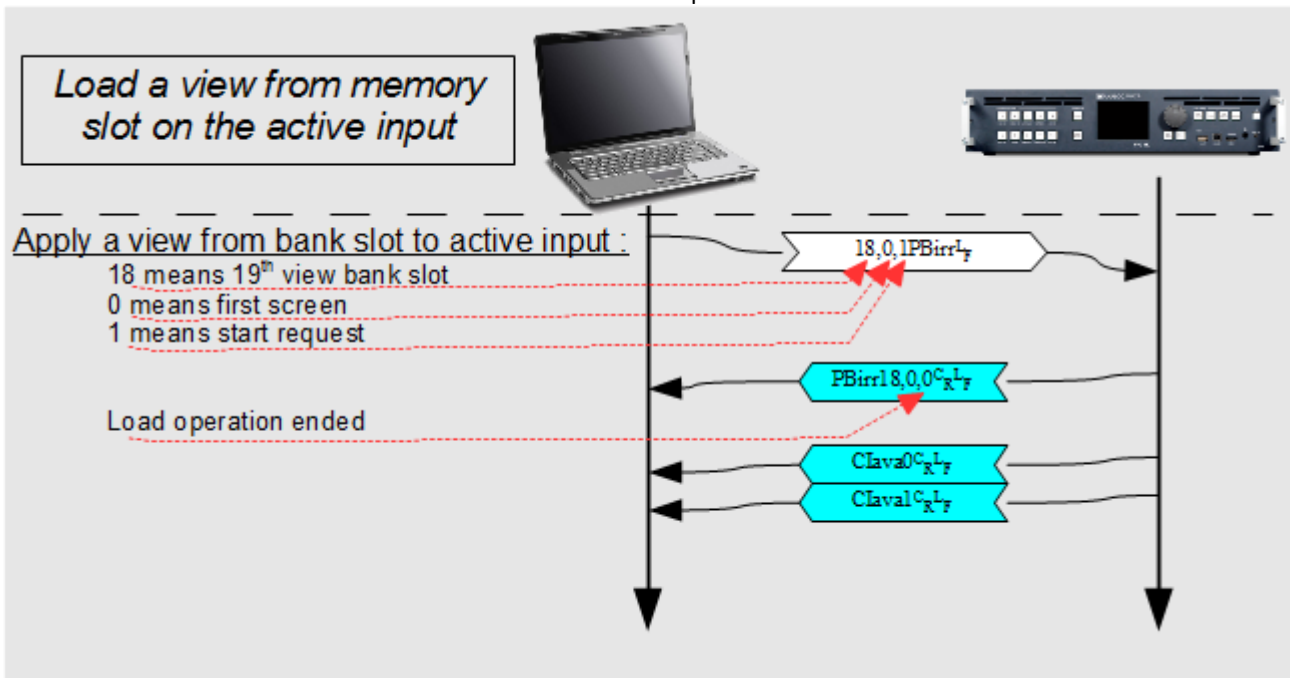 Load a view from memory
slot on the active input
Apply a view from bank slot to active input :
18,0,1PBirrLF
18 means 19th view bank slot
0 means first screen
1 means start request
PBirr18,0,0CRLF
Load operation ended
CIava0CRLF
CIava1CRLF